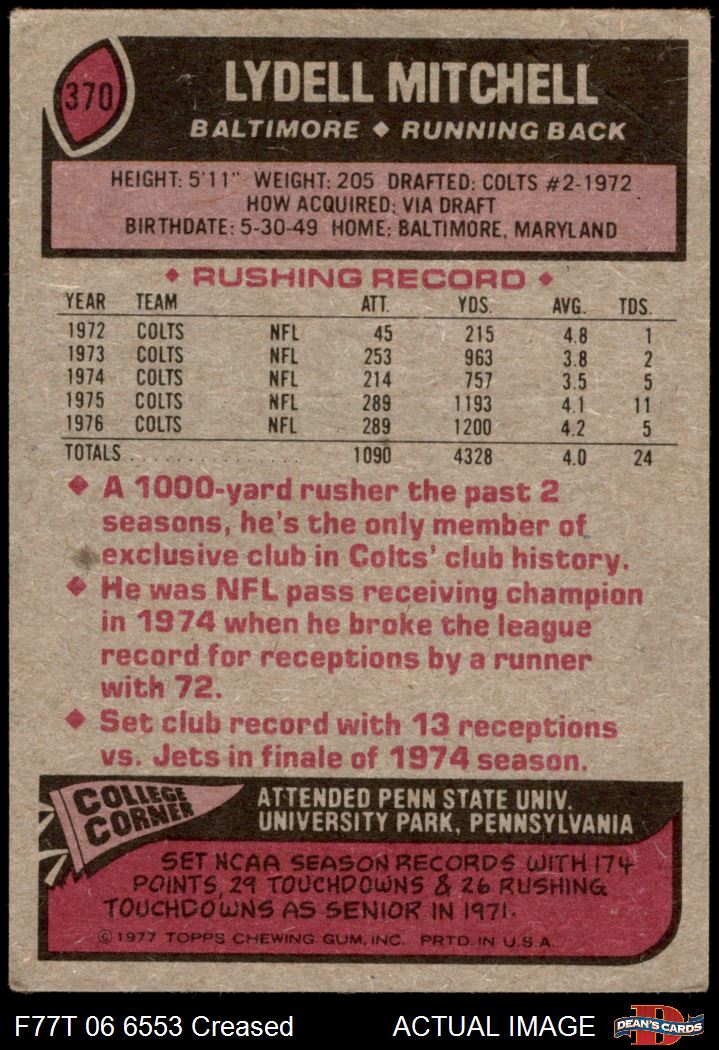 370
LYDELL MITCHELL
BALTIMORE ◆ RUNNING BACK
HEIGHT: 5'11" WEIGHT: 205 DRAFTED: COLTS #2-1972
HOW ACQUIRED: VIA DRAFT
BIRTHDATE: 5-30-49 HOME: BALTIMORE, MARYLAND
◆ RUSHING RECORD ◆
YEAR TEAM ATT. YDS. AVG. TDS.
1972 COLTS NFL 45 215 4.8 1
1973 COLTS NFL 253 963 3.8 2
1974 COLTS NFL 214 757 3.5 5
1975 COLTS NFL 289 1193 4.1 11
1976 COLTS NFL 289 1200 4.2 5
TOTALS.................. 1090 4328 4.0 24
◆ A 1000-yard rusher the past 2
seasons, he's the only member of
exclusive club in Colts' club history.
◆ He was NFL pass receiving champion
in 1974 when he broke the league
record for receptions by a runner
with 72.
◆ Set club record with 13 receptions
vs. Jets in finale of 1974 season.
COLLEGE
CORNER
ATTENDED PENN STATE UNIV.
UNIVERSITY PARK, PENNSYLVANIA
SET NCAA SEASON RECORDS WITH 174
POINTS, 29 TOUCHDOWNS & 26 RUSHING
TOUCHDOWNS AS SENIOR IN 1971.
© 1977 TOPPS CHEWING GUM, INC. PRTD. IN U.S.A.
F77T 06 6553 Creased ACTUAL IMAGE
D
DEAN'S CARDS